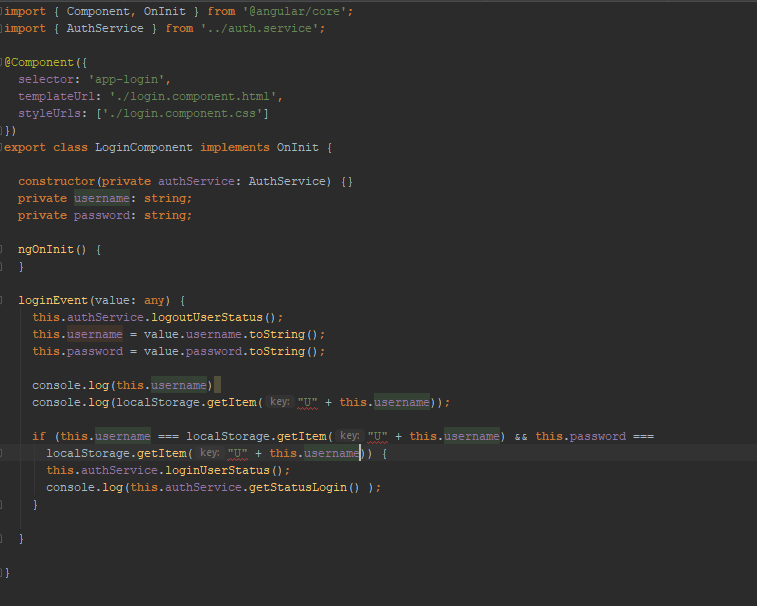 import { Component, OnInit } from '@angular/core';
import { AuthService } from '../auth.service';
@Component({
selector: 'app-login',
templateUrl: './login.component.html',
styleUrls: ['./login.component.css']
})
export class LoginComponent implements OnInit {
constructor(private authService: AuthService) {}
private username: string;
private password: string;
ngOnInit() {
}
loginEvent(value: any) {
this.authService.logoutUserStatus();
this.username = value.username.toString();
this.password = value.password.toString();
console.log(this.username)
console.log(localStorage.getItem( key: "U" + this.username));
if (this.username === localStorage.getItem( key: "U" + this.username) && this.password ===
localStorage.getItem( key: "U" + this.username)) {
this.authService.loginUserStatus();
console.log(this.authService.getStatusLogin() );
}
}
}